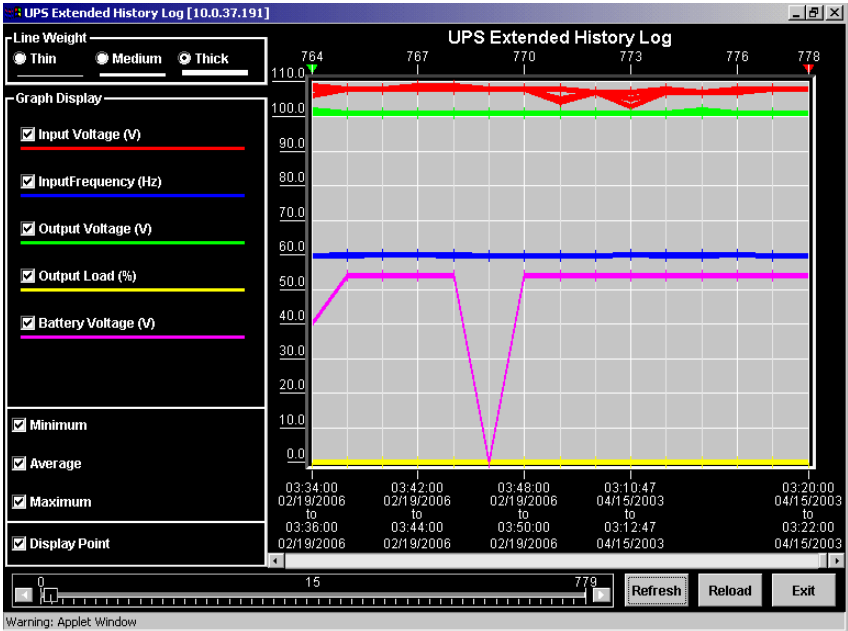 UPS Extended History Log [10.0.37.191]
Line Weight
Thin Medium Thick
Graph Display
Input Voltage (V)
InputFrequency (Hz)
Output Voltage (V)
Output Load (%)
Battery Voltage (V)
Minimum
Average
Maximum
Display Point
UPS Extended History Log
764 767 770 773 776 778
110.0
100.0
90.0
80.0
70.0
60.0
50.0
40.0
30.0
20.0
10.0
0.0
03:34:00 03:42:00 03:48:00 03:10:47 03:20:00
02/19/2006 02/19/2006 02/19/2006 04/15/2003 04/15/2003
to to to to to
03:36:00 03:44:00 03:50:00 03:12:47 03:22:00
02/19/2006 02/19/2006 02/19/2006 04/15/2003 04/15/2003
0 15 779
Refresh Reload Exit
Warning: Applet Window